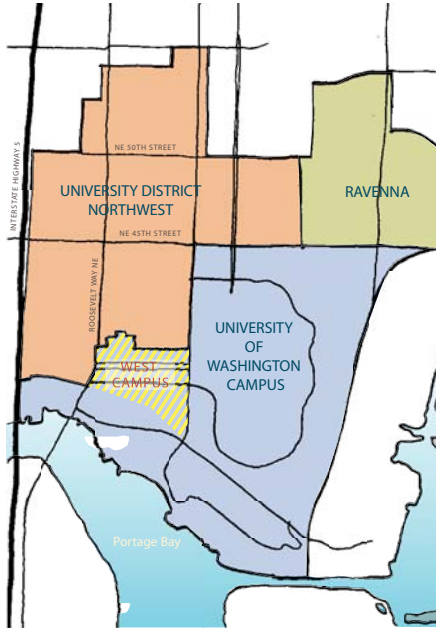 NE 50TH STREET
INTERSTATE HIGHWAY 5
UNIVERSITY DISTRICT
NORTHWEST
RAVENNA
NE 45TH STREET
ROOSEVELT WAY NE
UNIVERSITY
OF
WASHINGTON
CAMPUS
WEST
CAMPUS
Portage Bay